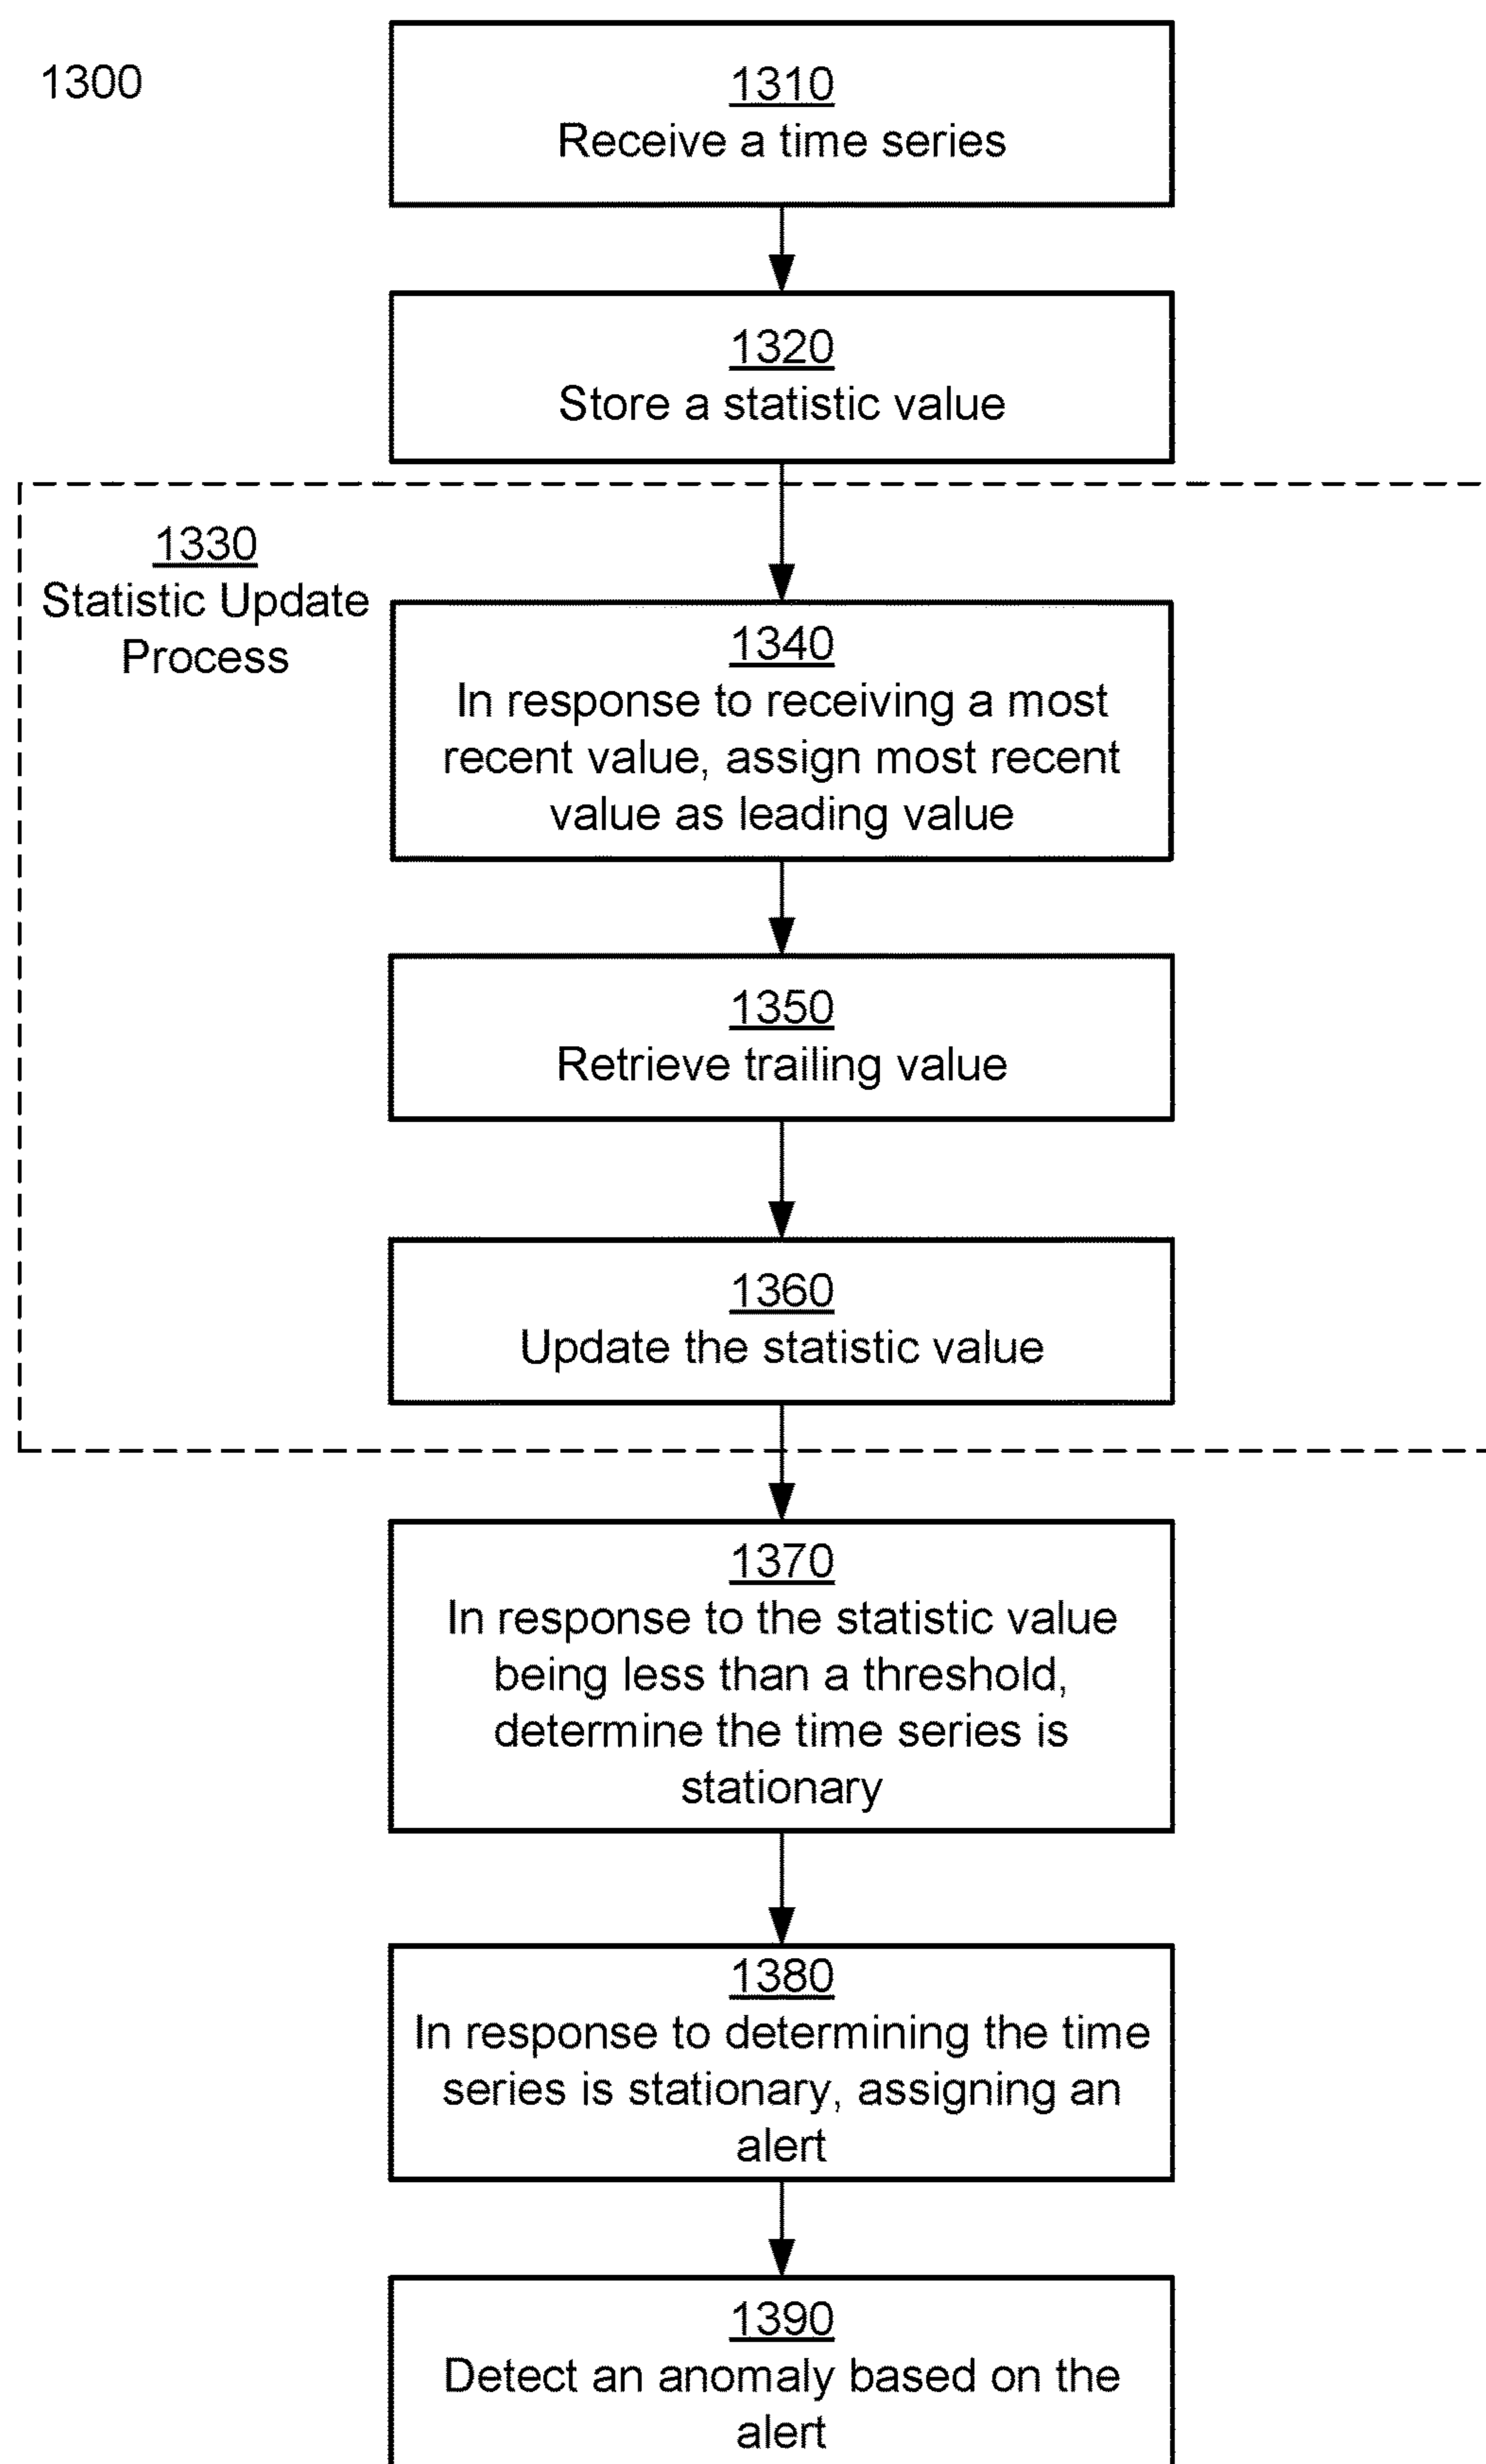 1300
1310
Receive a time series
1320
Store a statistic value
1330
Statistic Update
Process
1340
In response to receiving a most
recent value, assign most recent
value as leading value
1350
Retrieve trailing value
1360
Update the statistic value
1370
In response to the statistic value
being less than a threshold,
determine the time series is
stationary
1380
In response to determining the time
series is stationary, assigning an
alert
1390
Detect an anomaly based on the
alert